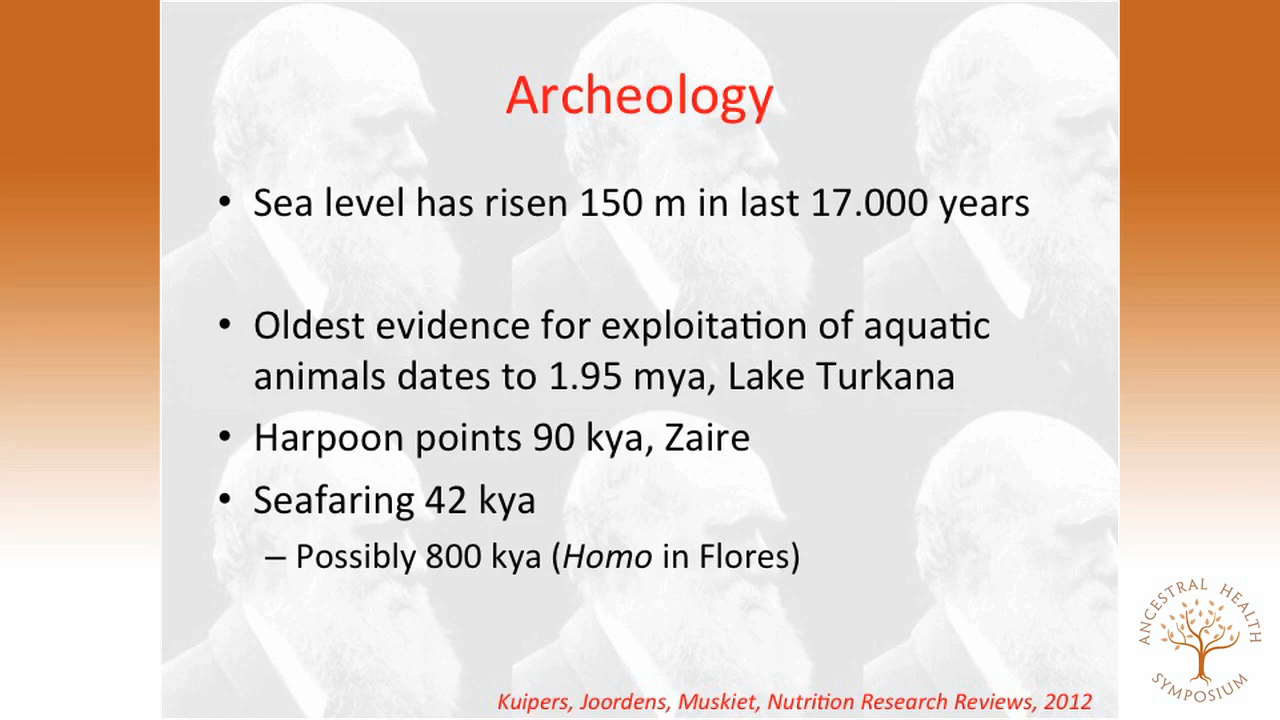 Archeology
• Sea level has risen 150 m in last 17.000 years
• Oldest evidence for exploitation of aquatic
animals dates to 1.95 mya, Lake Turkana
• Harpoon points 90 kya, Zaire
• Seafaring 42 kya
– Possibly 800 kya (Homo in Flores)
Kuipers, Joordens, Muskiet, Nutrition Research Reviews, 2012
ANCESTRAL HEALTH
SYMPOSIUM